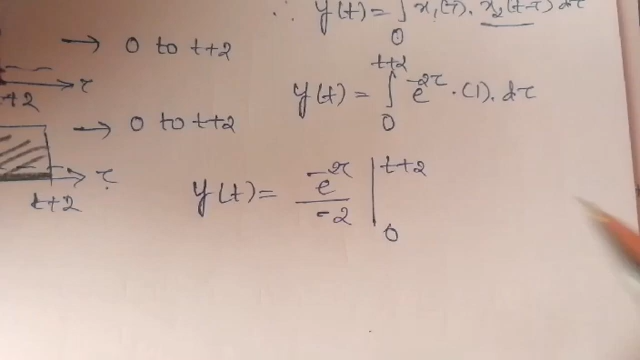 ∴ y(t) = ∫₀ x₁(τ). x₂(t-τ) dτ
→ 0 to t+2
τ
+2
y(t) = ∫₀^(t+2) e^(-2τ) . (1). dτ
→ 0 to t+2
τ
t+2
y(t) = e^(-2τ)/-2 |₀^(t+2)